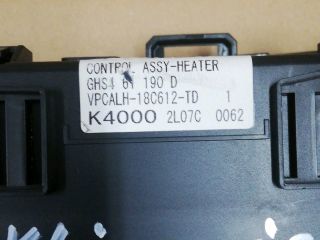 CONTROL ASSY-HEATER
GHS4 61 190 D
VPCALH-18C612-TD 1
K4000 2L07C 0062